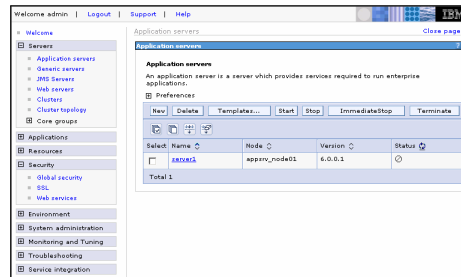 Welcome admin | Logout | Support | Help
IBM
Welcome
Servers
Application servers
Generic servers
JMS Servers
Web servers
Clusters
Cluster topology
Core groups
Applications
Resources
Security
Global security
SSL
Web services
Environment
System administration
Monitoring and Tuning
Troubleshooting
Service integration
Application servers
Close page
Application servers
?
Application servers
An application server is a server which provides services required to run enterprise
applications.
Preferences
New Delete Templates... Start Stop ImmediateStop Terminate
Select Name Node Version Status
server1 appsrv_node01 6.0.0.1
Total 1